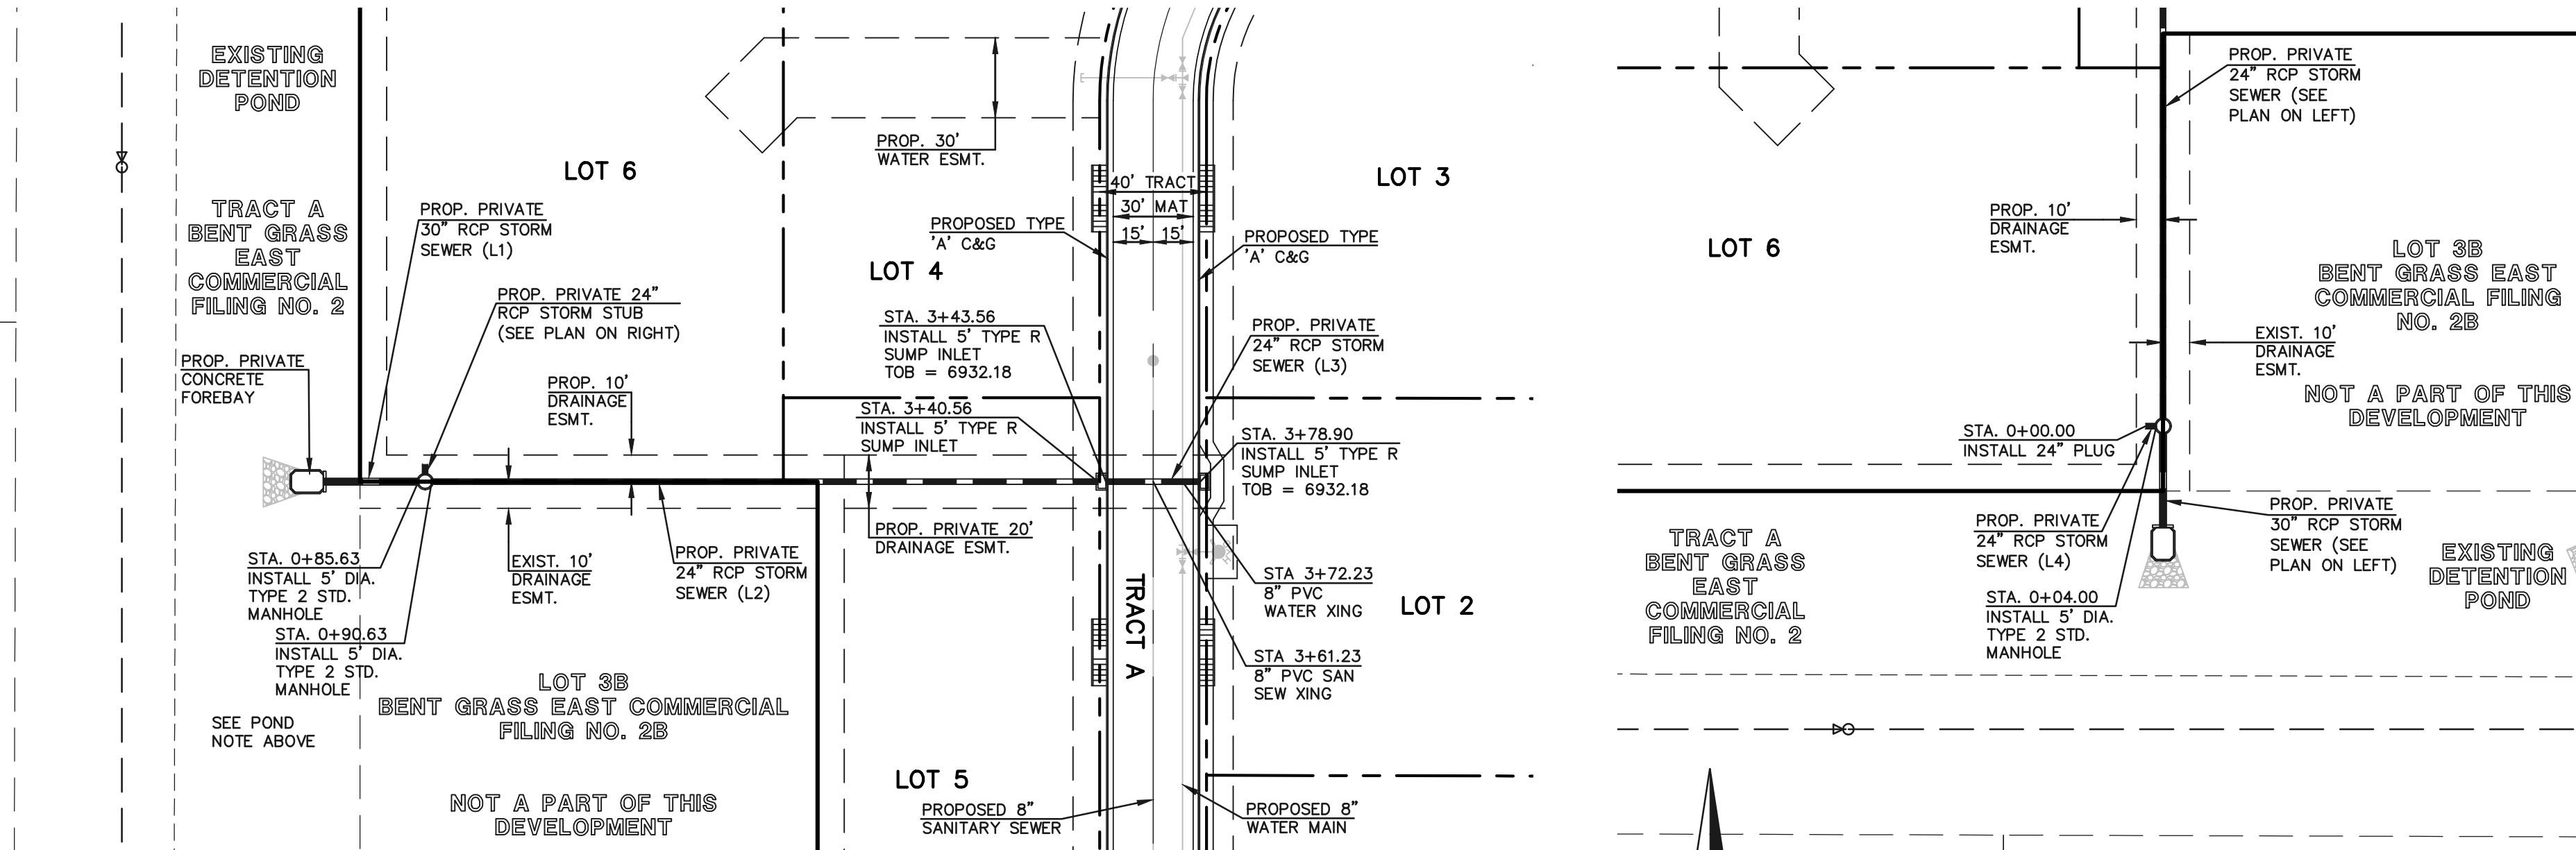 EXISTING
DETENTION
POND
TRACT A
BENT GRASS
EAST
COMMERCIAL
FILING NO. 2
LOT 6
PROP. PRIVATE
30" RCP STORM
SEWER (L1)
PROP. PRIVATE 24"
RCP STORM STUB
(SEE PLAN ON RIGHT)
PROP. PRIVATE
CONCRETE
FOREBAY
PROP. 10'
DRAINAGE
ESMT.
PROP. 30'
WATER ESMT.
40' TRACT
30' MAT
15'
15'
PROPOSED TYPE
'A' C&G
PROPOSED TYPE
'A' C&G
LOT 3
LOT 4
STA. 3+43.56
INSTALL 5' TYPE R
SUMP INLET
TOB = 6932.18
PROP. PRIVATE
24" RCP STORM
SEWER (L3)
STA. 3+40.56
INSTALL 5' TYPE R
SUMP INLET
STA. 3+78.90
INSTALL 5' TYPE R
SUMP INLET
TOB = 6932.18
PROP. PRIVATE 20'
DRAINAGE ESMT.
STA. 0+85.63
INSTALL 5' DIA.
TYPE 2 STD.
MANHOLE
STA. 0+90.63
INSTALL 5' DIA.
TYPE 2 STD.
MANHOLE
EXIST. 10'
DRAINAGE
ESMT.
PROP. PRIVATE
24" RCP STORM
SEWER (L2)
STA 3+72.23
8" PVC
WATER XING
STA 3+61.23
8" PVC SAN
SEW XING
TRACT A
LOT 2
SEE POND
NOTE ABOVE
LOT 3B
BENT GRASS EAST COMMERCIAL
FILING NO. 2B
NOT A PART OF THIS
DEVELOPMENT
LOT 5
PROPOSED 8"
SANITARY SEWER
PROPOSED 8"
WATER MAIN
PROP. PRIVATE
24" RCP STORM
SEWER (SEE
PLAN ON LEFT)
LOT 6
PROP. 10'
DRAINAGE
ESMT.
LOT 3B
BENT GRASS EAST
COMMERCIAL FILING
NO. 2B
EXIST. 10'
DRAINAGE
ESMT.
NOT A PART OF THIS
DEVELOPMENT
STA. 0+00.00
INSTALL 24" PLUG
PROP. PRIVATE
24" RCP STORM
SEWER (L4)
STA. 0+04.00
INSTALL 5' DIA.
TYPE 2 STD.
MANHOLE
PROP. PRIVATE
30" RCP STORM
SEWER (SEE
PLAN ON LEFT)
TRACT A
BENT GRASS
EAST
COMMERCIAL
FILING NO. 2
EXISTING
DETENTION
POND